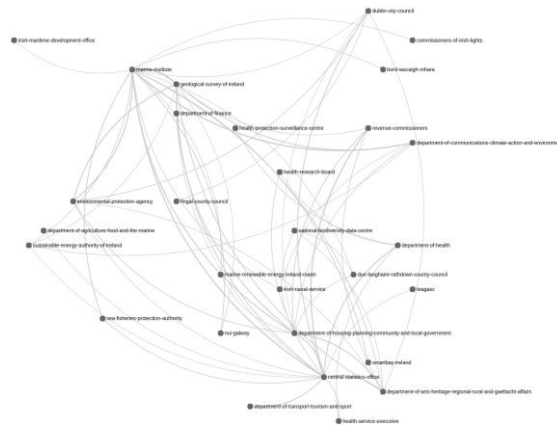 dublin-city-council
irish-maritime-development-office
commissioners-of-irish-lights
marine-institute
bord-iascaigh-mhara
geological-survey-of-ireland
department-of-finance
health-protection-surveillance-centre
revenue-commissioners
department-of-communications-climate-action-and-environme
health-research-board
environmental-protection-agency
fingal-county-council
department-of-agriculture-food-and-the-marine
national-biodiversity-data-centre
sustainable-energy-authority-of-ireland
department-of-health
marine-renewable-energy-ireland-marei
dun-laoghaire-rathdown-county-council
irish-naval-service
teagasc
sea-fisheries-protection-authority
nui-galway
department-of-housing-planning-community-and-local-government
smartbay-ireland
central-statistics-office
department-of-arts-heritage-regional-rural-and-gaeltacht-affairs
department-of-transport-tourism-and-sport
health-service-executive